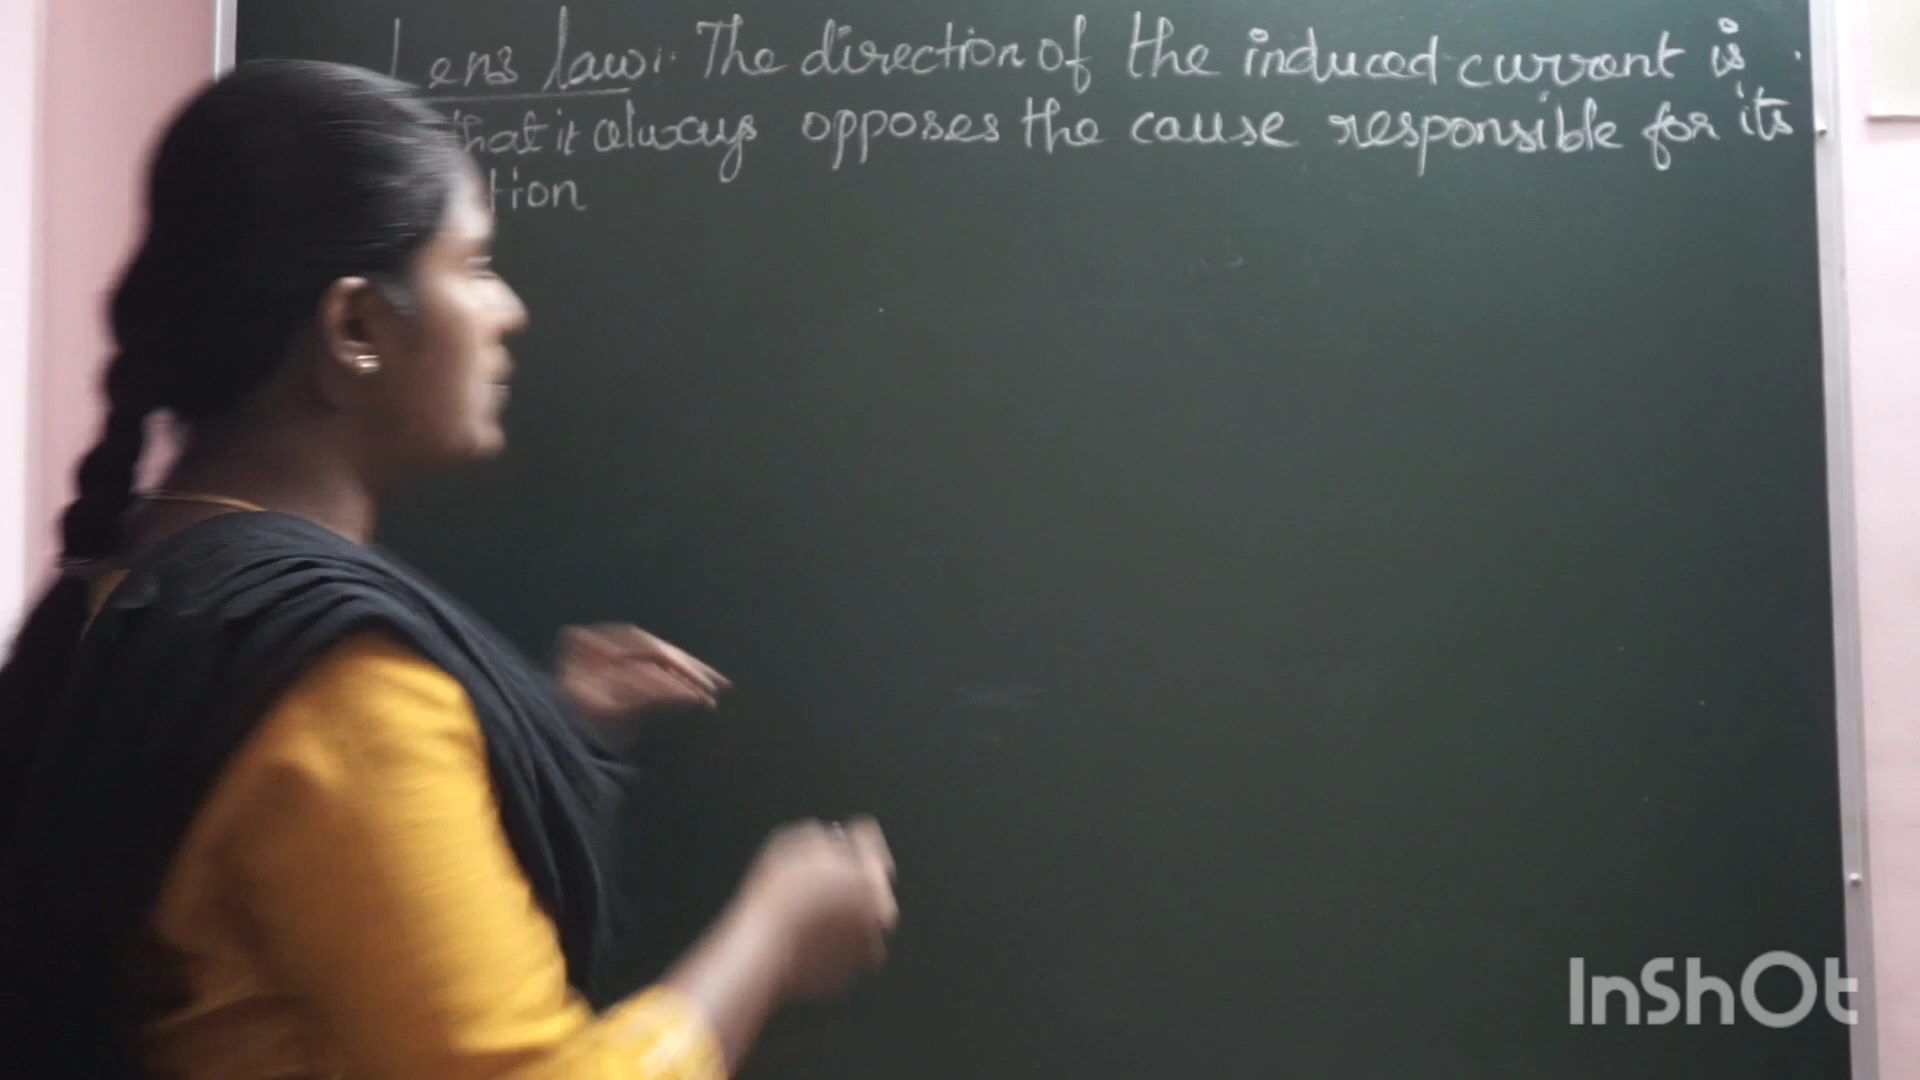 Lens law: The direction of the induced current is
that it always opposes the cause responsible for its
tion
InShOt